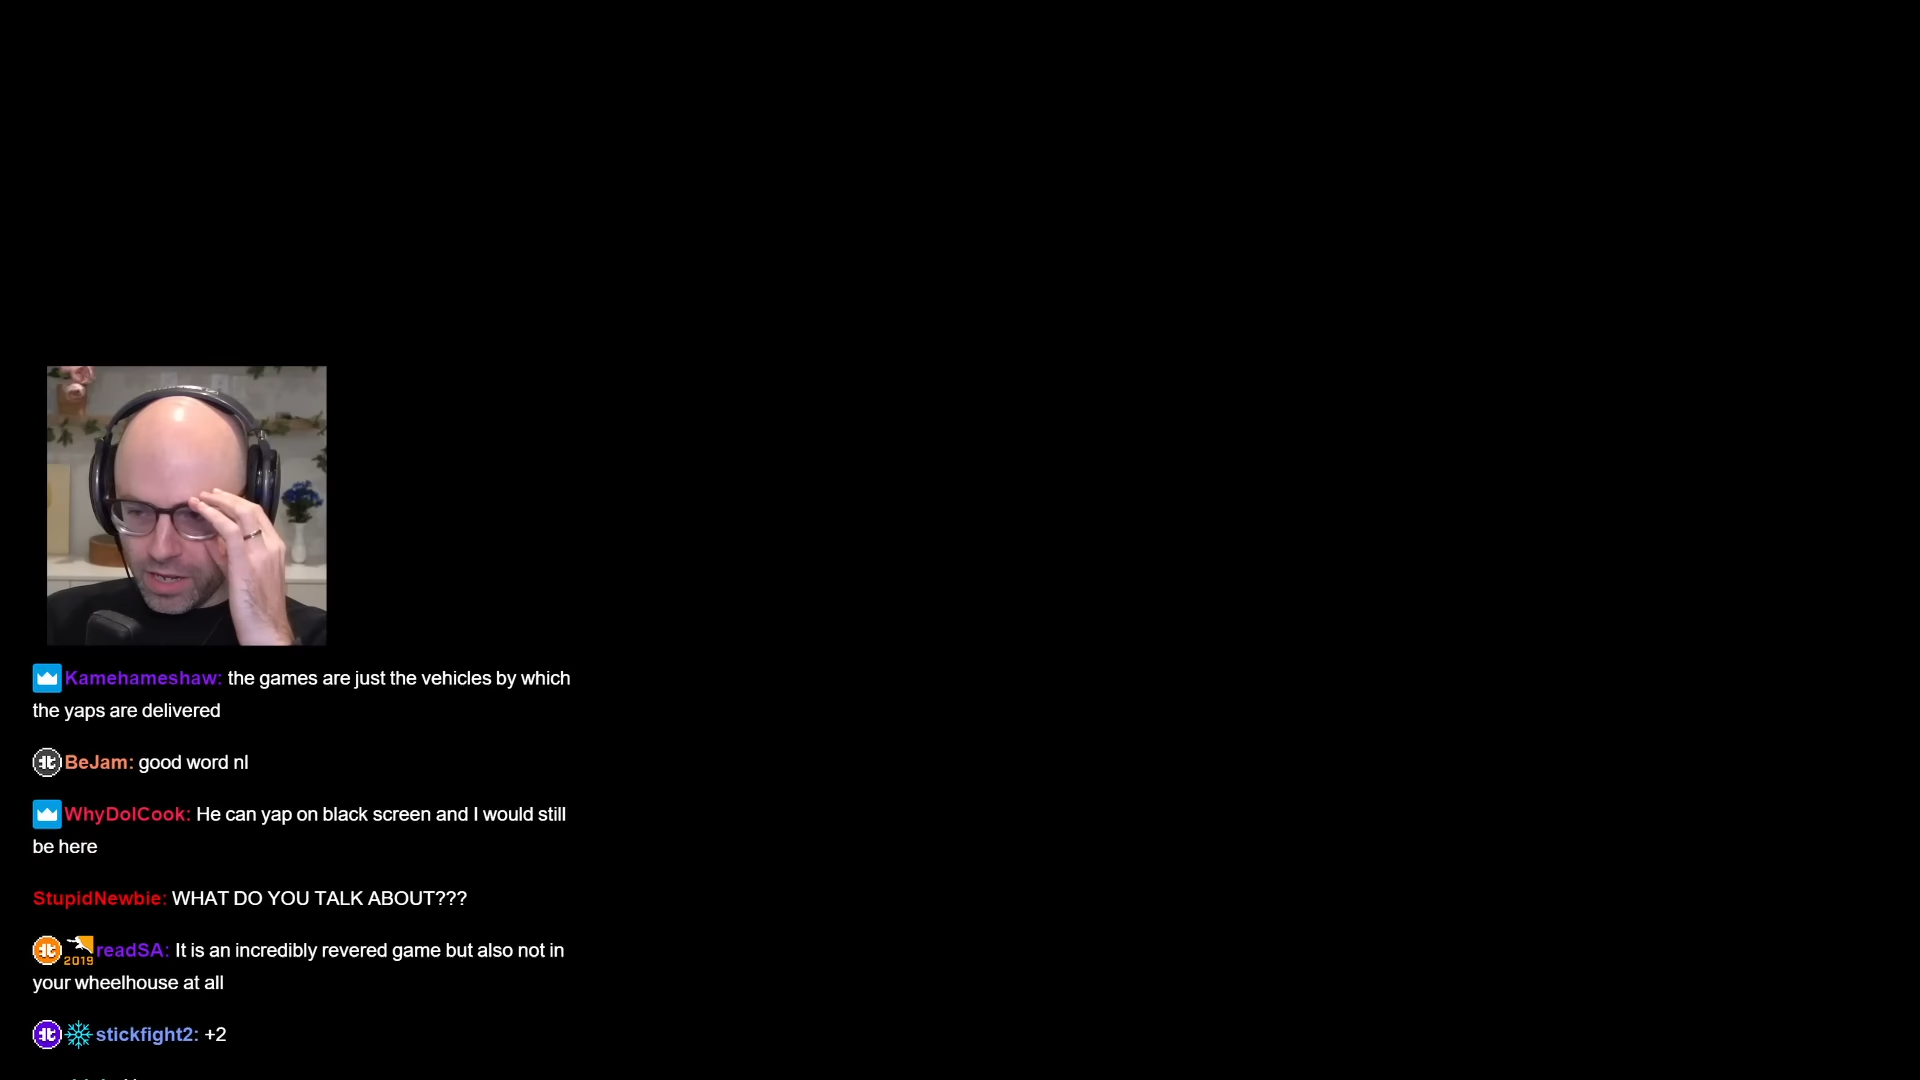 Kamehameshaw: the games are just the vehicles by which
the yaps are delivered
BeJam: good word nl
WhyDoICook: He can yap on black screen and I would still
be here
StupidNewbie: WHAT DO YOU TALK ABOUT???
2019 readSA: It is an incredibly revered game but also not in
your wheelhouse at all
stickfight2: +2